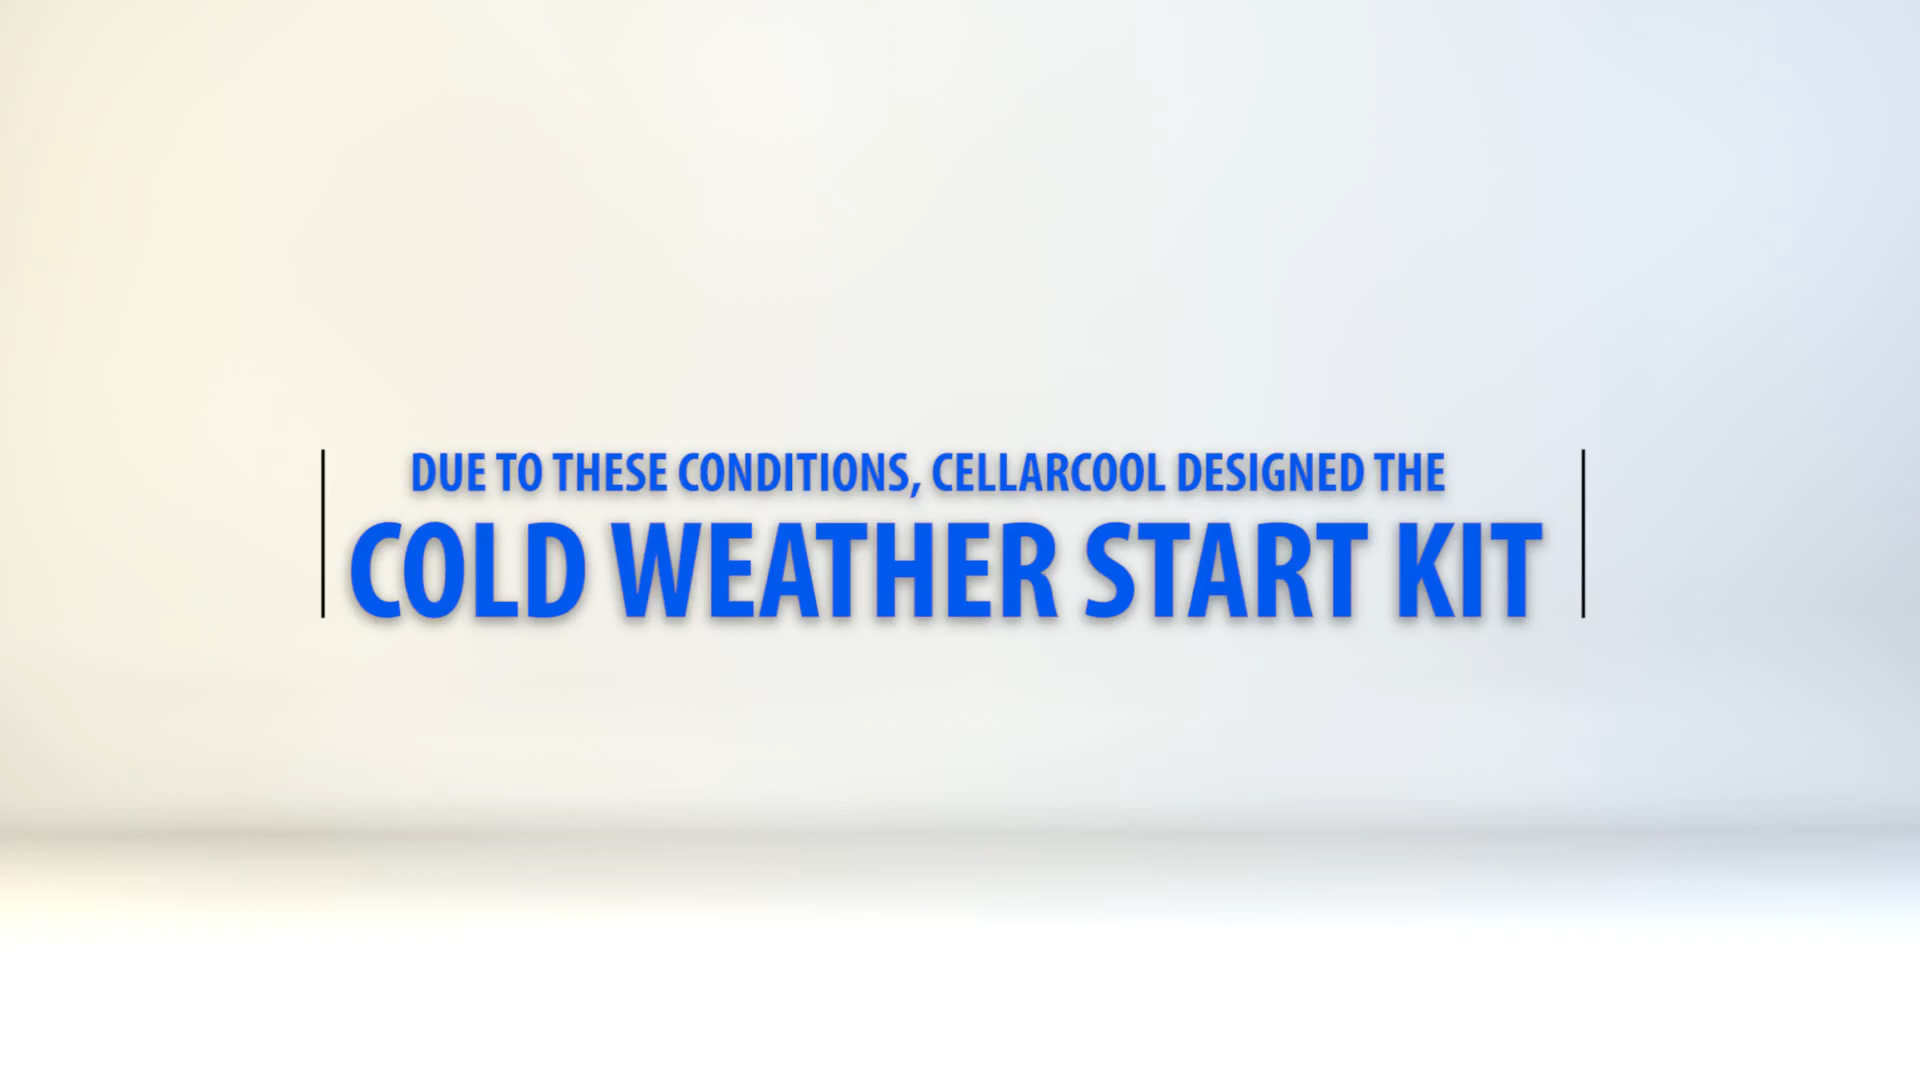 DUE TO THESE CONDITIONS, CELLARCOOL DESIGNED THE
COLD WEATHER START KIT